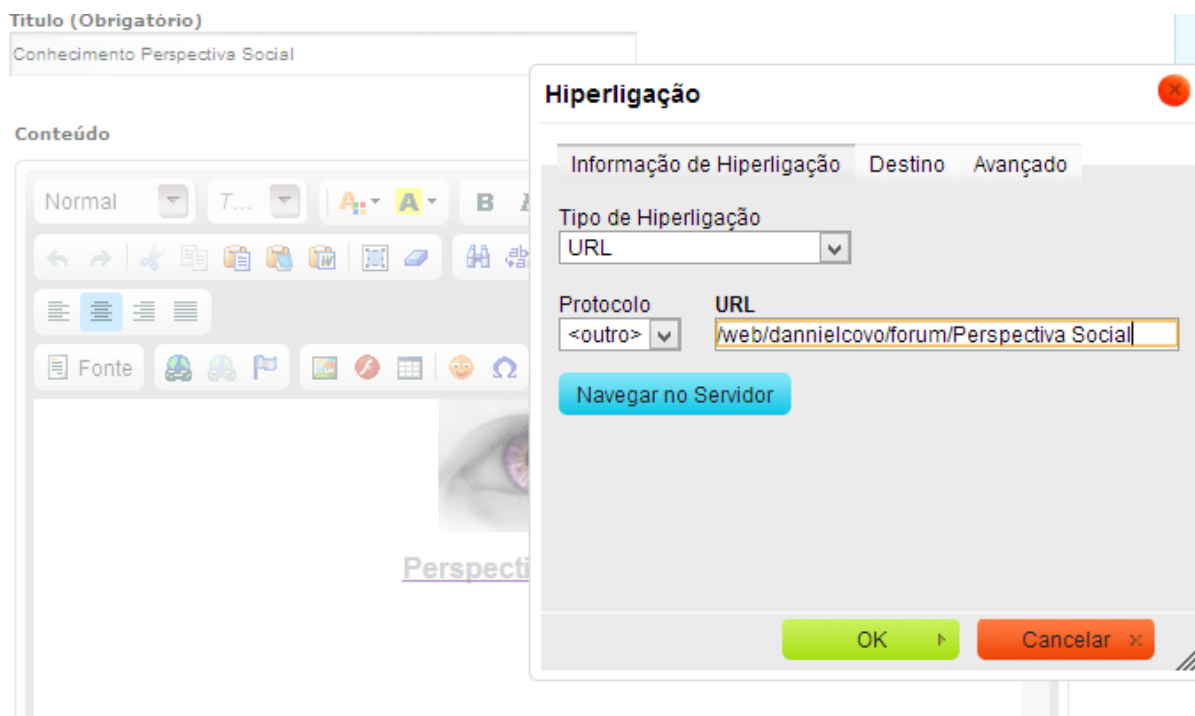 Título (Obrigatório)
Conhecimento Perspectiva Social
Conteúdo
Normal
T...
A
A
B
Fonte
Ω
Perspecti
Hiperligação
Informação de Hiperligação Destino Avançado
Tipo de Hiperligação
URL
Protocolo URL
<outro> /web/dannielcovo/forum/Perspectiva Social
Navegar no Servidor
OK Cancelar